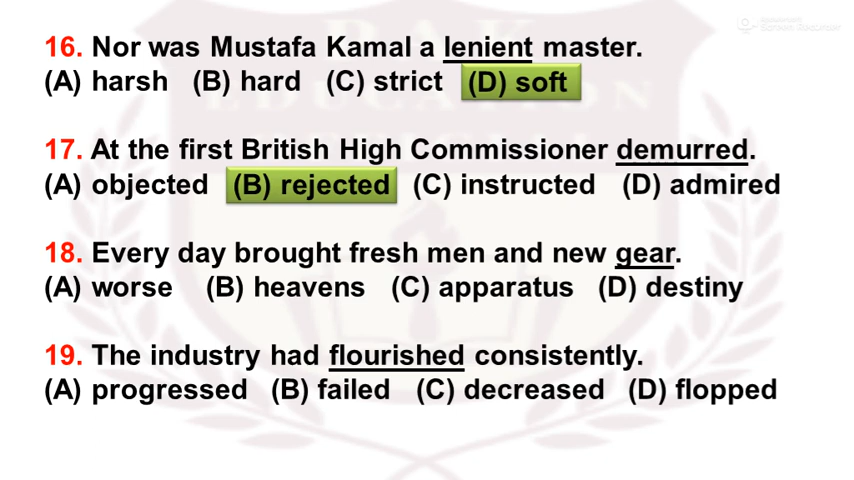 16. Nor was Mustafa Kamal a lenient master.
(A) harsh (B) hard (C) strict (D) soft
17. At the first British High Commissioner demurred.
(A) objected (B) rejected (C) instructed (D) admired
18. Every day brought fresh men and new gear.
(A) worse (B) heavens (C) apparatus (D) destiny
19. The industry had flourished consistently.
(A) progressed (B) failed (C) decreased (D) flopped